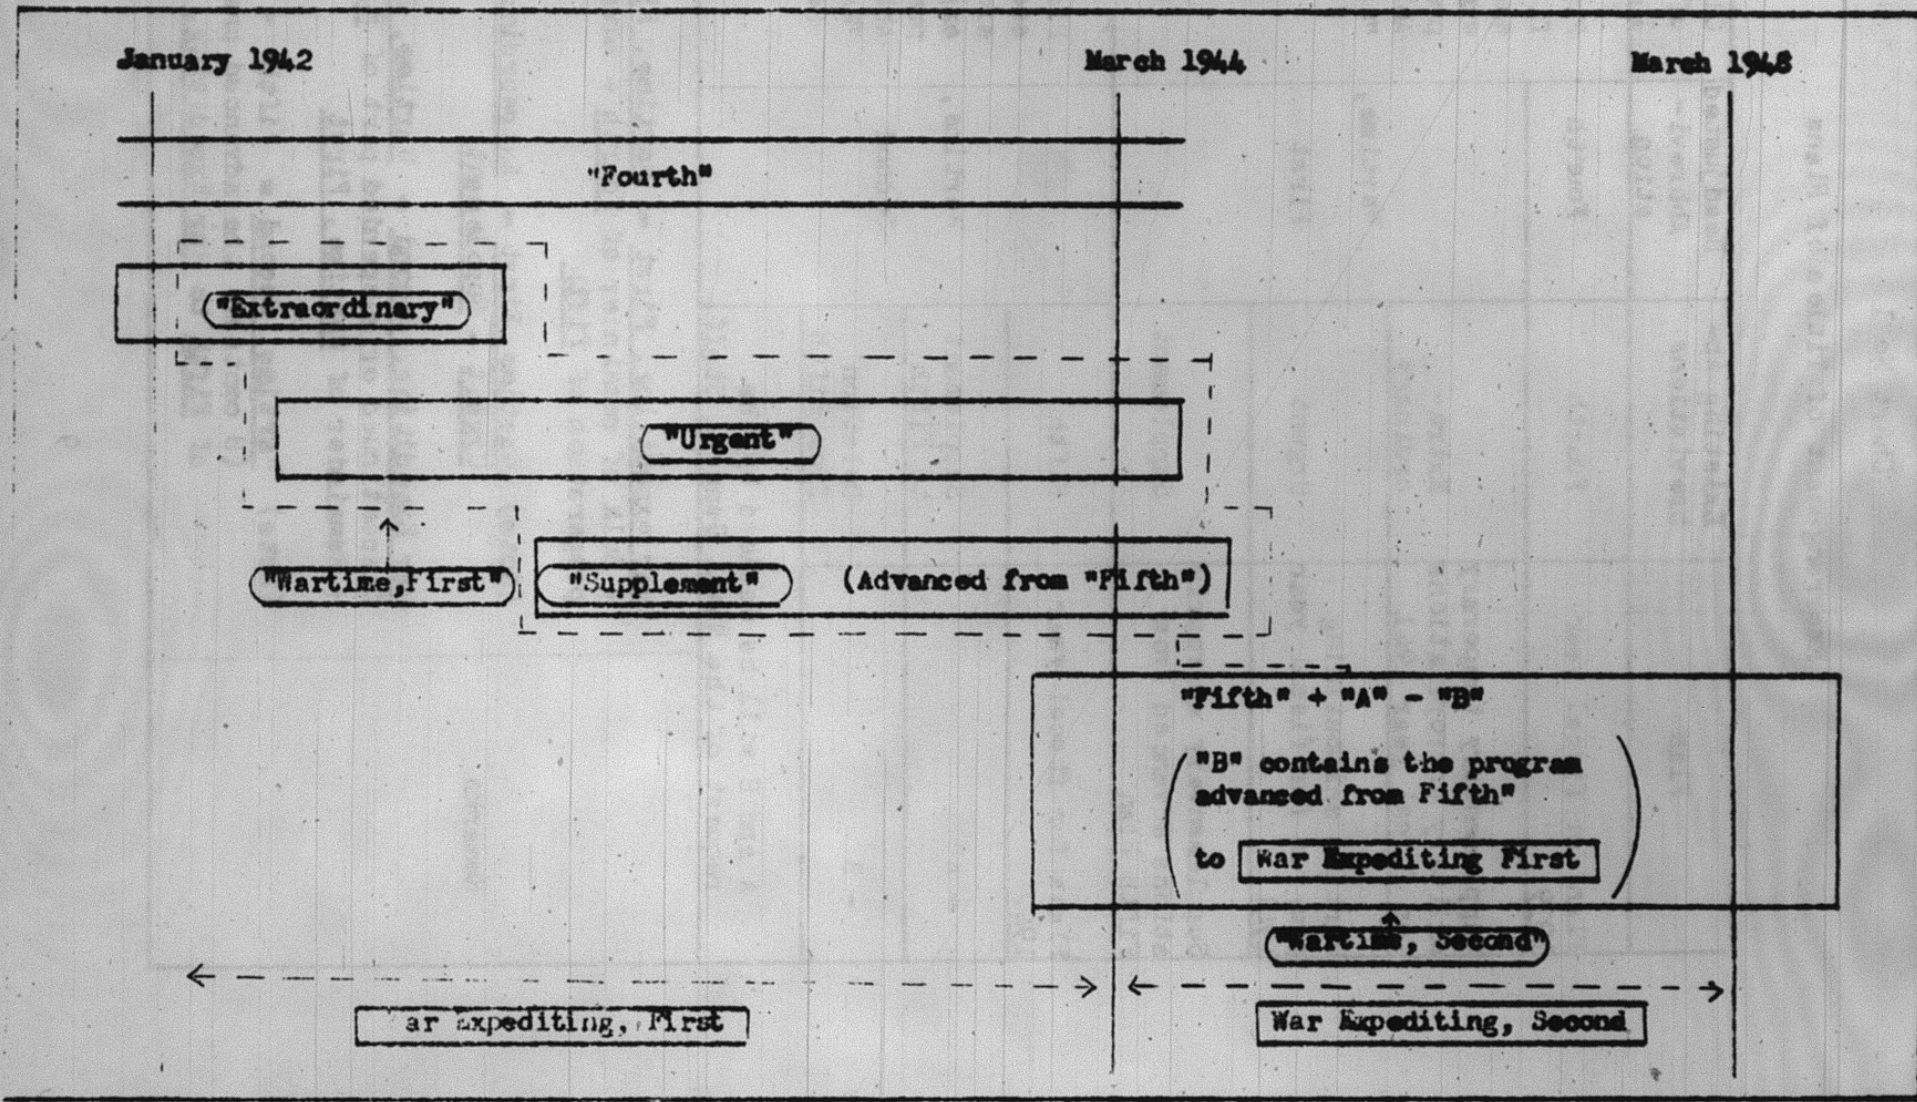 January 1942
March 1944
March 1948
"Fourth"
"Extraordinary"
"Urgent"
"Wartime,First"
"Supplement"
(Advanced from "Fifth")
"Fifth" + "A" - "B"
"B" contains the program
advanced from Fifth"
to War Expediting First
"Wartime, Second"
ar Expediting, First
War Expediting, Second